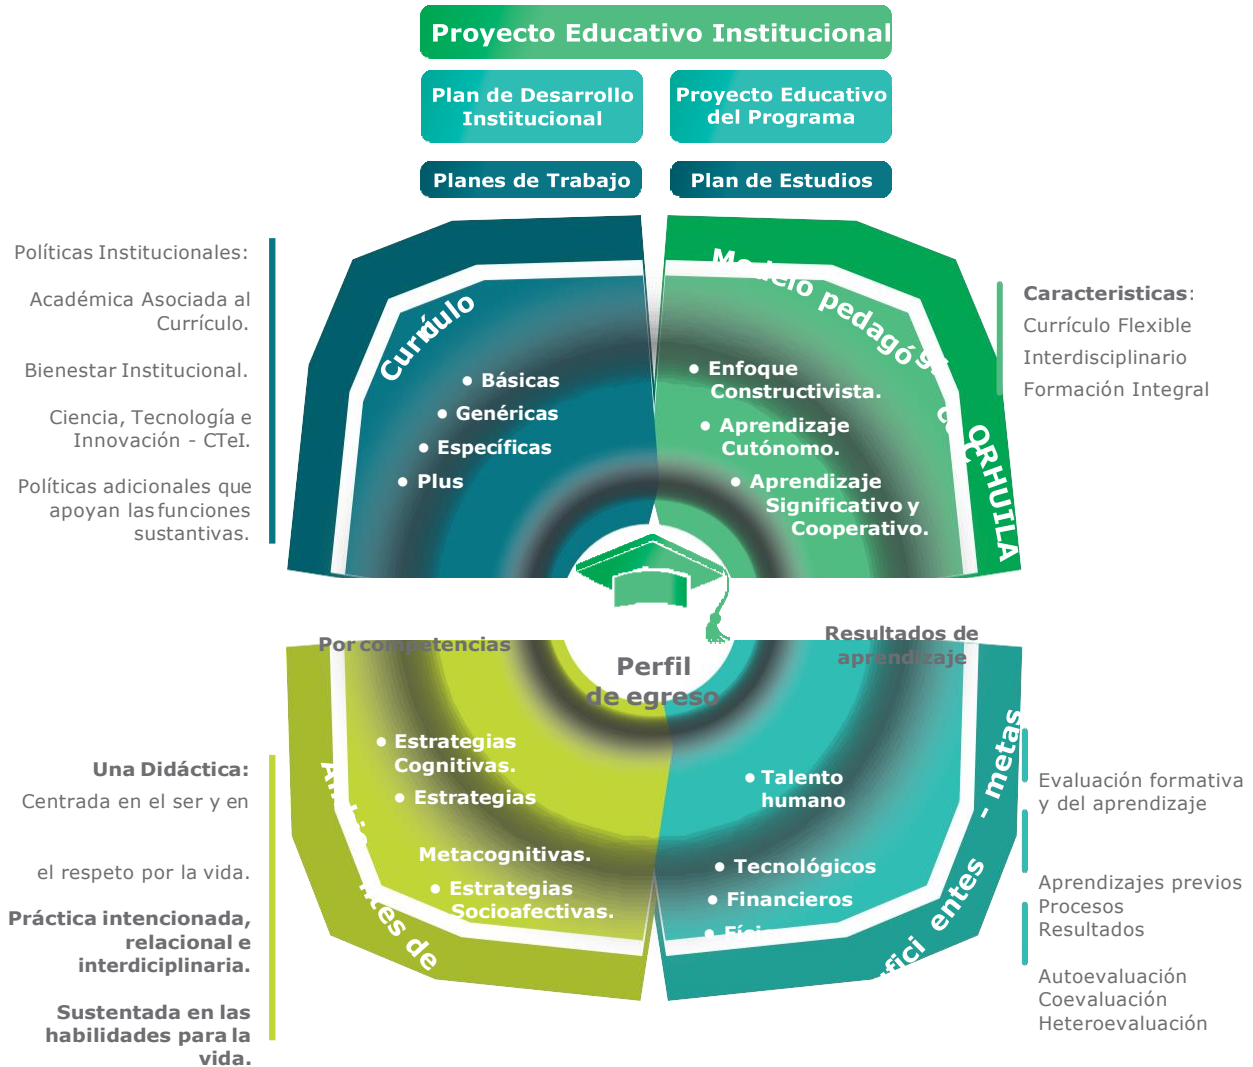 Proyecto Educativo Institucional
Plan de Desarrollo
Institucional
Proyecto Educativo
del Programa
Planes de Trabajo
Plan de Estudios
Políticas Institucionales:
Académica Asociada al
Currículo.
Bienestar Institucional.
Ciencia, Tecnología e
Innovación - CTeI.
Políticas adicionales que
apoyan las funciones
sustantivas.
Currículo
• Básicas
• Genéricas
• Específicas
• Plus
Modelo pedagógico CORHUILA
• Enfoque
Constructivista.
• Aprendizaje
Cutónomo.
• Aprendizaje
Significativo y
Cooperativo.
Caracteristicas:
Currículo Flexible
Interdisciplinario
Formación Integral
Por competencias
Resultados de
aprendizaje
Perfil
de egreso
Una Didáctica:
Centrada en el ser y en
el respeto por la vida.
Práctica intencionada,
relacional e
interdiciplinaria.
Sustentada en las
habilidades para la
vida.
• Estrategias
Cognitivas.
• Estrategias
Metacognitivas.
• Estrategias
Socioafectivas.
de
• Talento
humano
• Tecnológicos
• Financieros
- metas
Evaluación formativa
y del aprendizaje
Aprendizajes previos
Procesos
Resultados
Autoevaluación
Coevaluación
Heteroevaluación